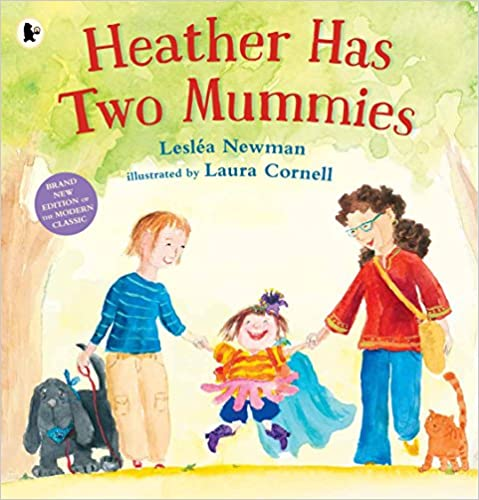 Heather Has
Two Mummies
Lesléa Newman
illustrated by Laura Cornell
BRAND
NEW
EDITION OF
THE MODERN
CLASSIC